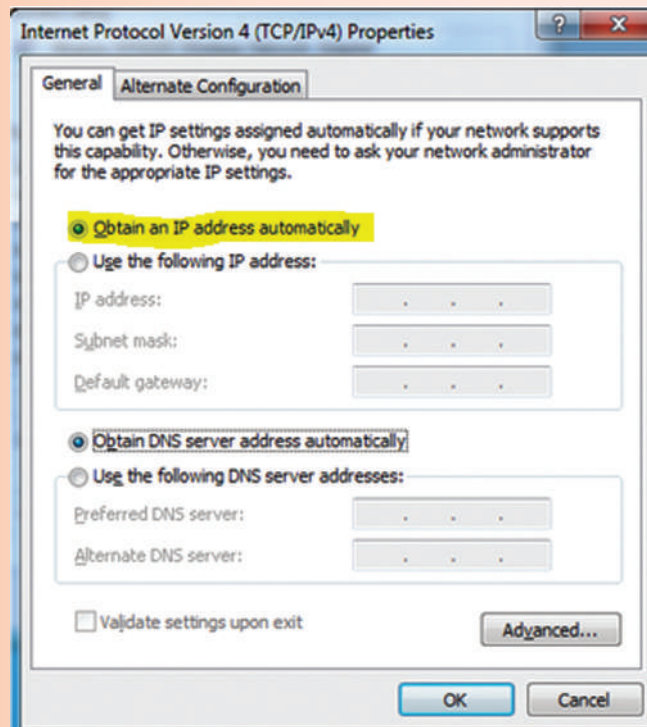 Internet Protocol Version 4 (TCP/IPv4) Properties
General
Alternate Configuration
You can get IP settings assigned automatically if your network supports
this capability. Otherwise, you need to ask your network administrator
for the appropriate IP settings.
Obtain an IP address automatically
Use the following IP address:
IP address:
Subnet mask:
Default gateway:
Obtain DNS server address automatically
Use the following DNS server addresses:
Preferred DNS server:
Alternate DNS server:
Validate settings upon exit
Advanced...
OK
Cancel